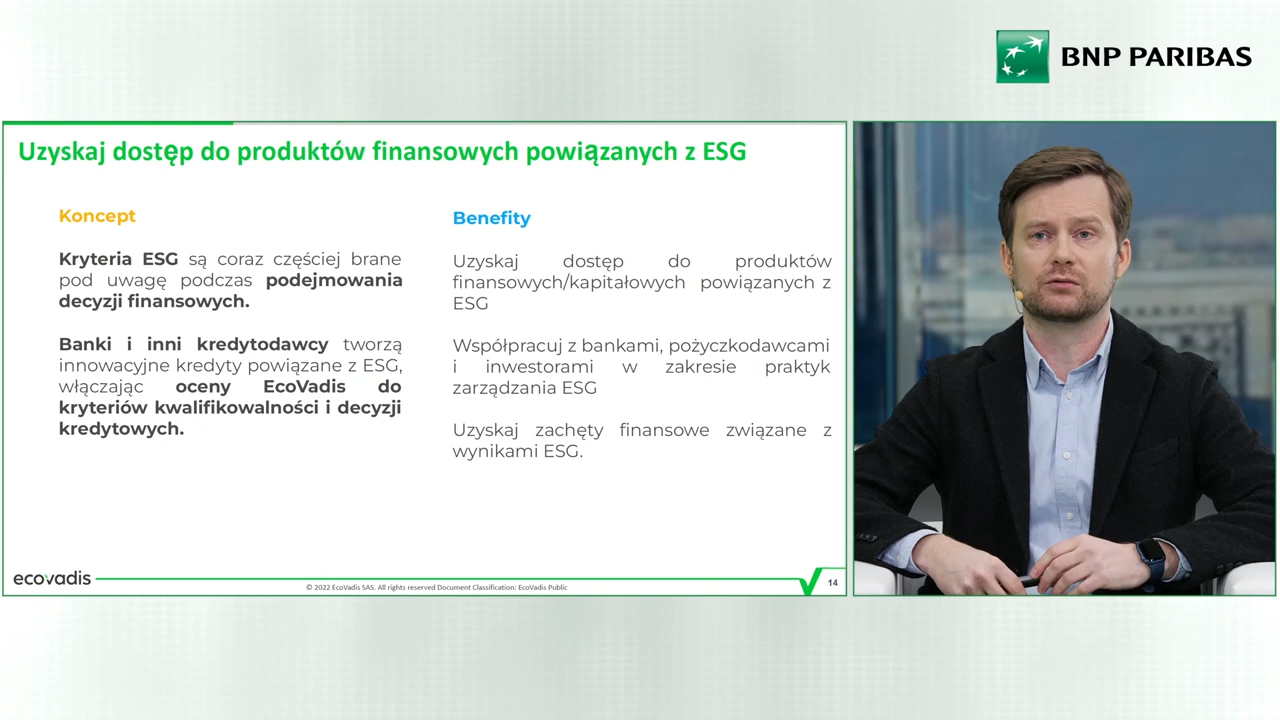 BNP PARIBAS
Uzyskaj dostęp do produktów finansowych powiązanych z ESG
Koncept
Kryteria ESG są coraz częściej brane
pod uwagę podczas podejmowania
decyzji finansowych.
Banki i inni kredytodawcy tworzą
innowacyjne kredyty powiązane z ESG,
włączając oceny EcoVadis do
kryteriów kwalifikowalności i decyzji
kredytowych.
Benefity
Uzyskaj dostęp do produktów
finansowych/kapitałowych powiązanych z
ESG
Współpracuj z bankami, pożyczkodawcami
i inwestorami w zakresie praktyk
zarządzania ESG
Uzyskaj zachęty finansowe związane z
wynikami ESG.
ecovadis
© 2022 EcoVadis SAS. All rights reserved Document Classification: EcoVadis Public
14